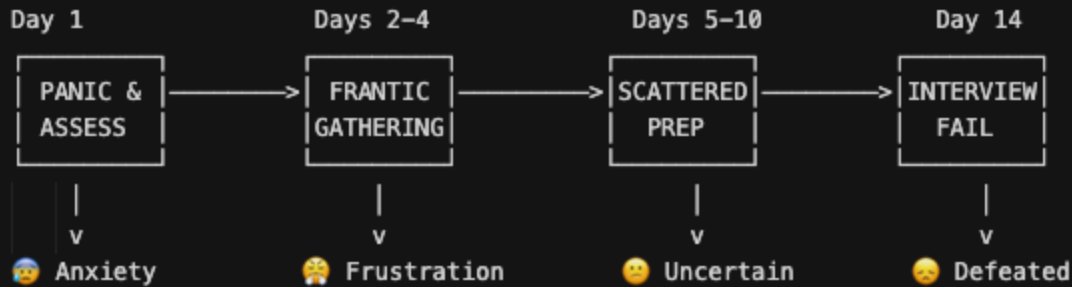 Day 1 Days 2-4 Days 5-10 Day 14
PANIC & ───────> FRANTIC ───────> SCATTERED ───────> INTERVIEW
ASSESS GATHERING PREP FAIL
v v v v
😰 Anxiety 😤 Frustration 😕 Uncertain 😞 Defeated